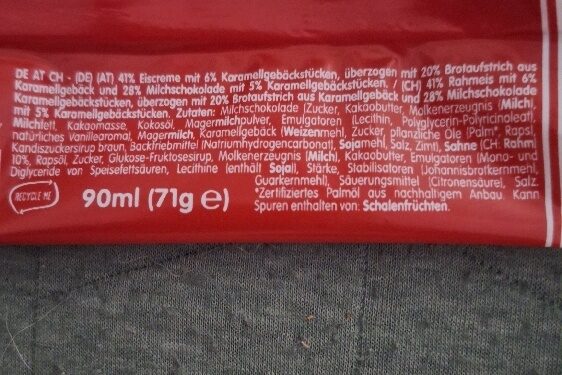 DE AT CH - (DE) (AT) 41% Eiscreme mit 6% Karamellgebäckstücken, überzogen mit 20% Brotaufstrich aus
Karamellgebäck und 28% Milchschokolade mit 5% Karamellgebäckstücken. / (CH) 41% Rahmeis mit 6%
Karamellgebäckstücken, überzogen mit 20% Brotaufstrich aus Karamellgebäck und 28% Milchschokolade
mit 5% Karamellgebäckstücken. Zutaten: Milchschokolade (Zucker, Kakaobutter, Molkenerzeugnis (Milch),
Milchfett, Kakaomasse, Kokosöl, Magermilchpulver, Emulgatoren (Lecithin, Polyglycerin-Polyricinoleat),
natürliches Vanillearoma), Magermilch, Karamellgebäck (Weizenmehl, Zucker, pflanzliche Öle (Palm*, Raps),
Kandiszuckersirup braun, Backtriebmittel (Natriumhydrogencarbonat), Sojamehl, Salz, Zimt), Sahne (CH: Rahm)
10%, Rapsöl, Zucker, Glukose-Fruktosesirup, Molkenerzeugnis (Milch), Kakaobutter, Emulgatoren (Mono- und
Diglyceride von Speisefettsäuren, Lecithine (enthält Soja)), Stärke, Stabilisatoren (Johannisbrotkernmehl,
Guarkernmehl), Säuerungsmittel (Citronensäure), Salz.
*Zertifiziertes Palmöl aus nachhaltigem Anbau. Kann
Spuren enthalten von: Schalenfrüchten.
RECYCLE ME
90ml (71g ℮)